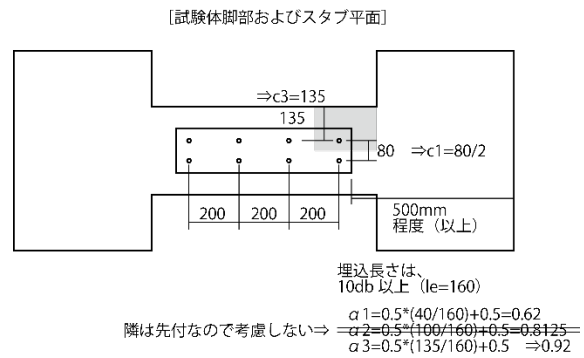 ［試験体脚部およびスタブ平面］
⇒c3=135
135
80 ⇒c1=80/2
200 200 200
500mm
程度（以上）
埋込長さは、
10db 以上（le=160）
α1=0.5*(40/160)+0.5=0.62
隣は先付なので考慮しない⇒ α2=0.5*(100/160)+0.5=0.8125
α3=0.5*(135/160)+0.5 ⇒0.92